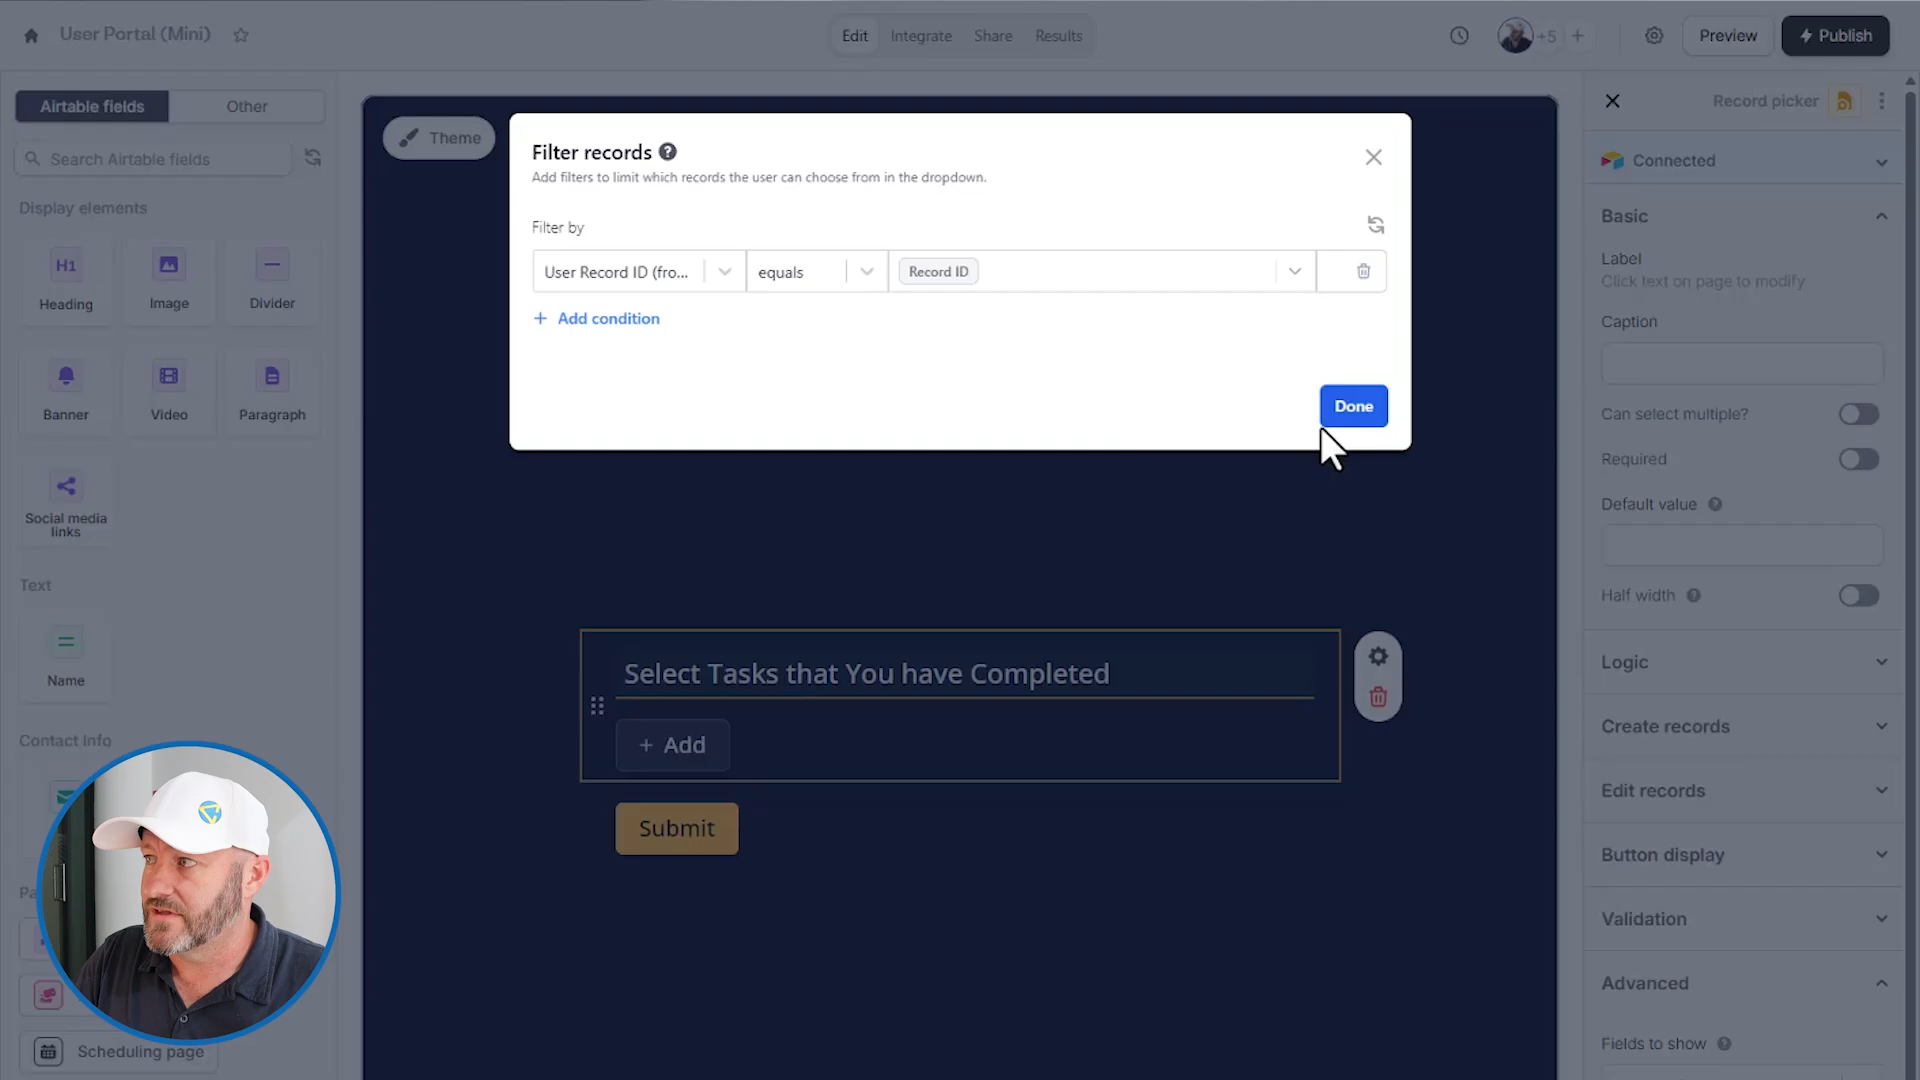 User Portal (Mini)
Edit
Integrate
Share
Results
+5
Preview
Publish
Airtable fields
Other
Search Airtable fields
Display elements
H1
Heading
Image
Divider
Banner
Video
Paragraph
Social media
links
Text
Name
Contact Info
Scheduling page
Theme
Filter records
Add filters to limit which records the user can choose from in the dropdown.
Filter by
User Record ID (fro...
equals
Record ID
+ Add condition
Done
Select Tasks that You have Completed
+ Add
Submit
Record picker
Connected
Basic
Label
Click text on page to modify
Caption
Can select multiple?
Required
Default value
Half width
Logic
Create records
Edit records
Button display
Validation
Advanced
Fields to show